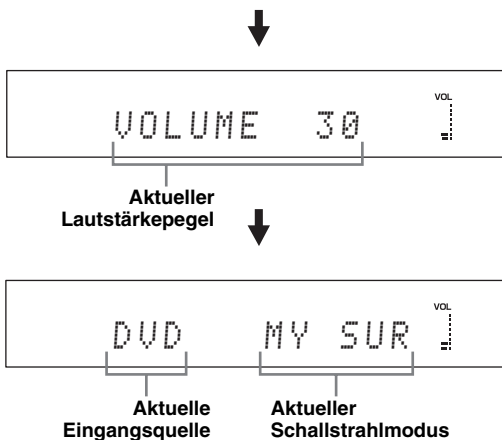 VOL
VOLUME 30
Aktueller
Lautstärkepegel
VOL
DVD MY SUR
Aktuelle Aktueller
Eingangsquelle Schallstrahlmodus